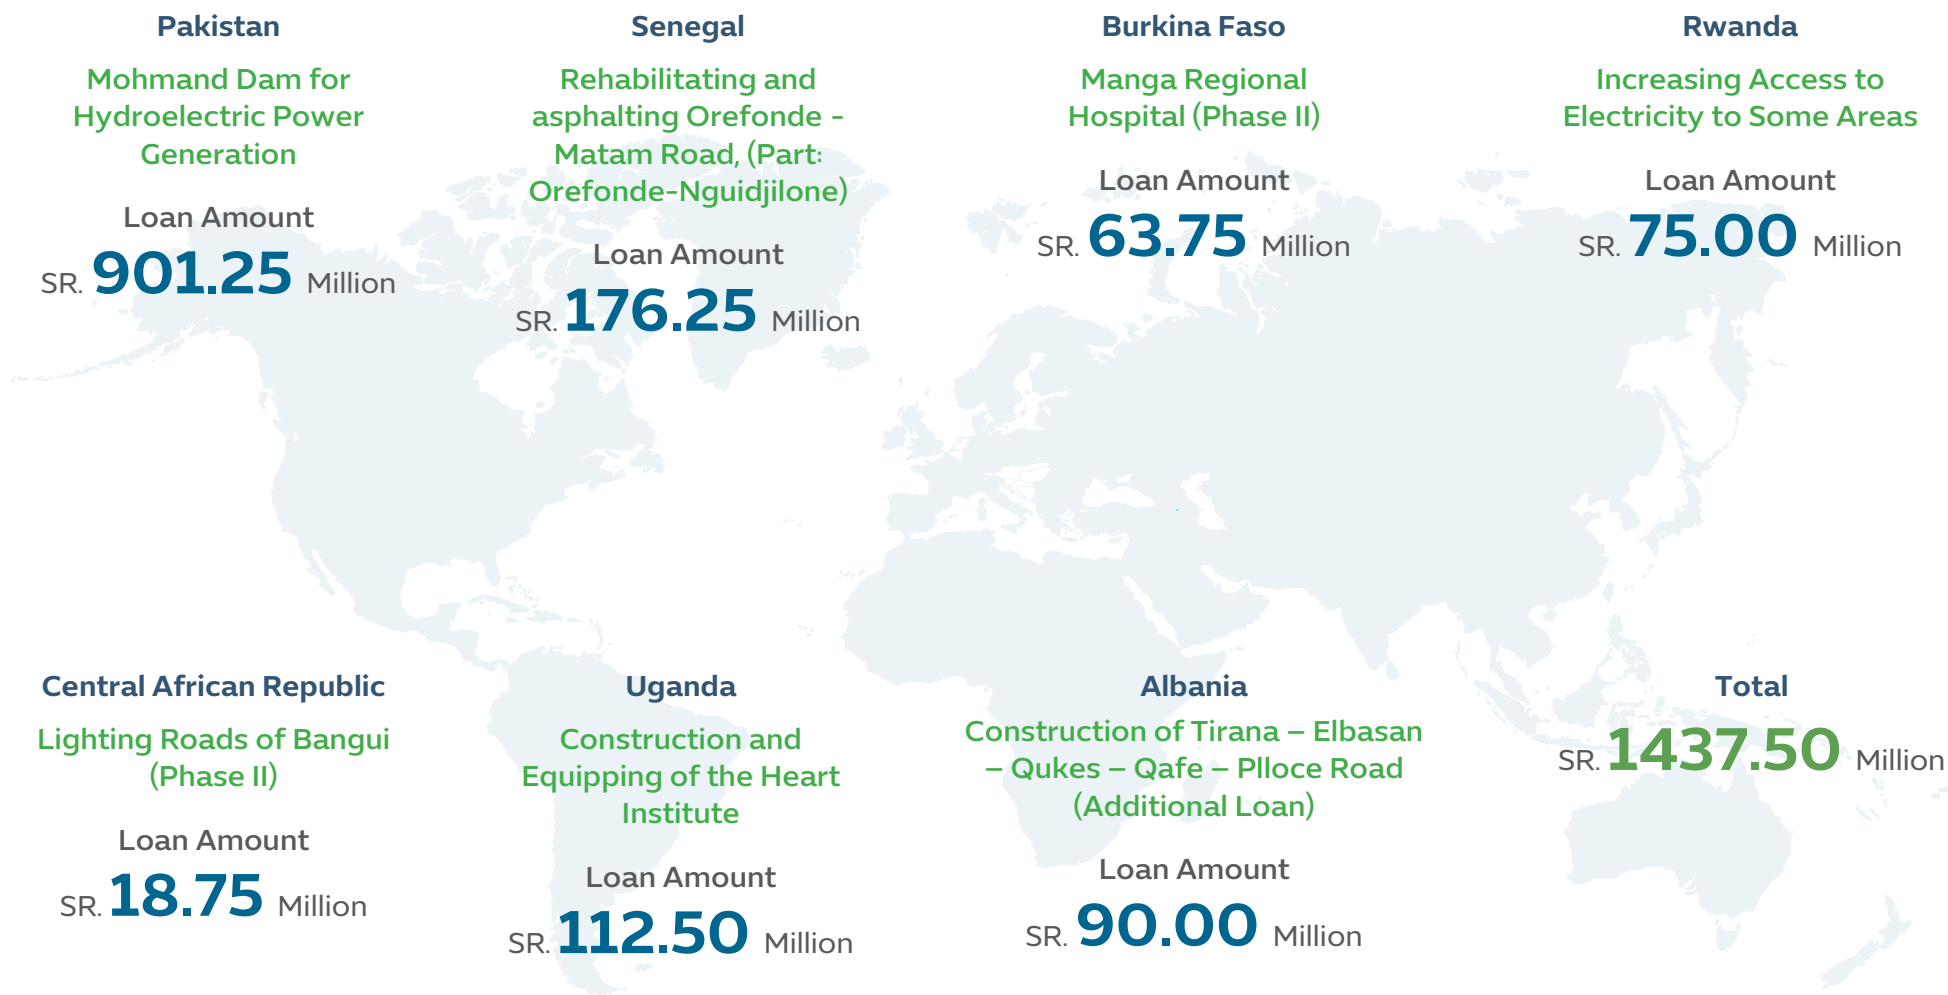 Pakistan
Mohmand Dam for
Hydroelectric Power
Generation
Loan Amount
SR. 901.25 Million
Senegal
Rehabilitating and
asphalting Orefonde -
Matam Road, (Part:
Orefonde-Nguidjilone)
Loan Amount
SR. 176.25 Million
Burkina Faso
Manga Regional
Hospital (Phase II)
Loan Amount
SR. 63.75 Million
Rwanda
Increasing Access to
Electricity to Some Areas
Loan Amount
SR. 75.00 Million
Central African Republic
Lighting Roads of Bangui
(Phase II)
Loan Amount
SR. 18.75 Million
Uganda
Construction and
Equipping of the Heart
Institute
Loan Amount
SR. 112.50 Million
Albania
Construction of Tirana – Elbasan
– Qukes – Qafe – Plloce Road
(Additional Loan)
Loan Amount
SR. 90.00 Million
Total
SR. 1437.50 Million